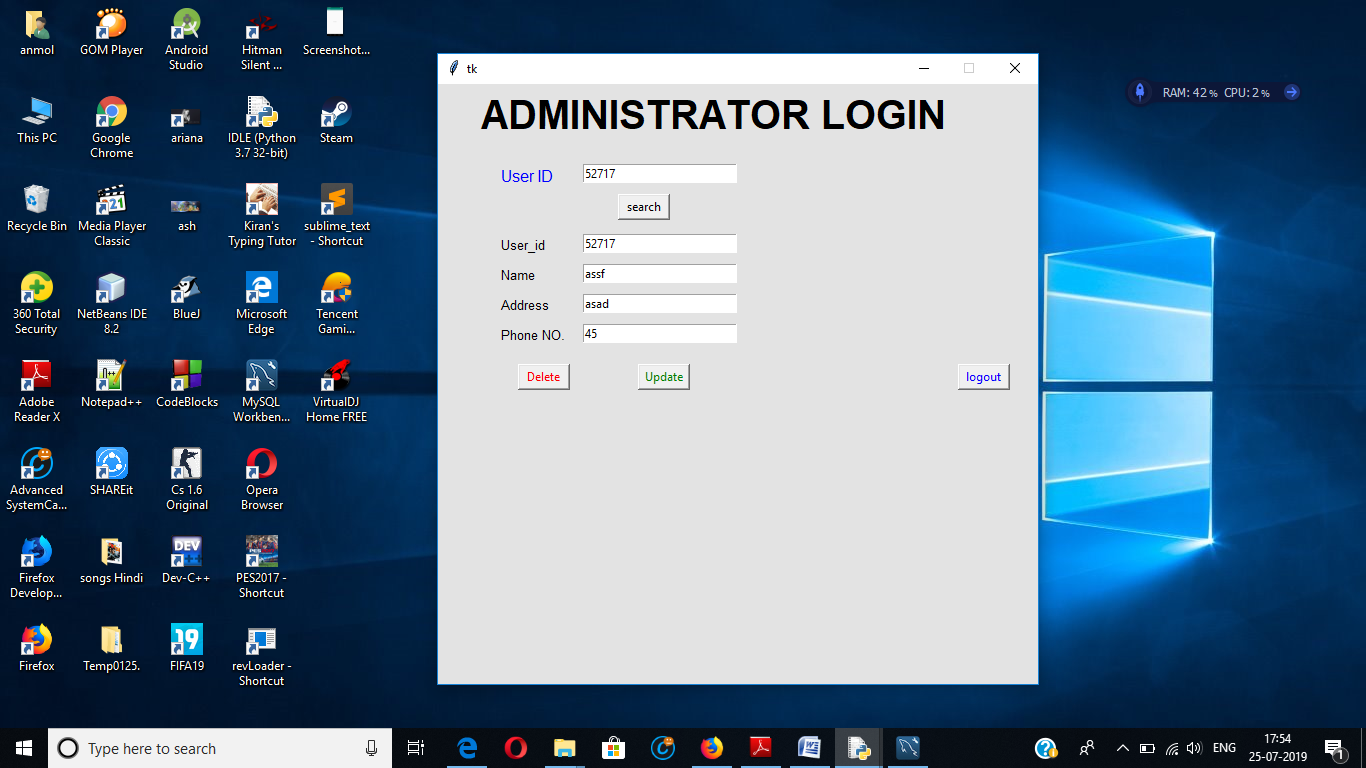 anmol
GOM Player
Android
Studio
Hitman
Silent ...
Screenshot...
This PC
Google
Chrome
ariana
IDLE (Python
3.7 32-bit)
Steam
Recycle Bin
Media Player
Classic
ash
Kiran's
Typing Tutor
sublime_text
- Shortcut
360 Total
Security
NetBeans IDE
8.2
BlueJ
Microsoft
Edge
Tencent
Gami...
Adobe
Reader X
Notepad++
CodeBlocks
MySQL
Workben...
VirtualDJ
Home FREE
Advanced
SystemCa...
SHAREit
Cs 1.6
Original
Opera
Browser
Firefox
Develop...
songs Hindi
Dev-C++
PES2017 -
Shortcut
Firefox
Temp0125.
FIFA19
revLoader -
Shortcut
tk
ADMINISTRATOR LOGIN
User ID 52717
search
User_id 52717
Name assf
Address asad
Phone NO. 45
Delete Update logout
RAM: 42 % CPU: 2 %
Type here to search
ENG
17:54
25-07-2019
1